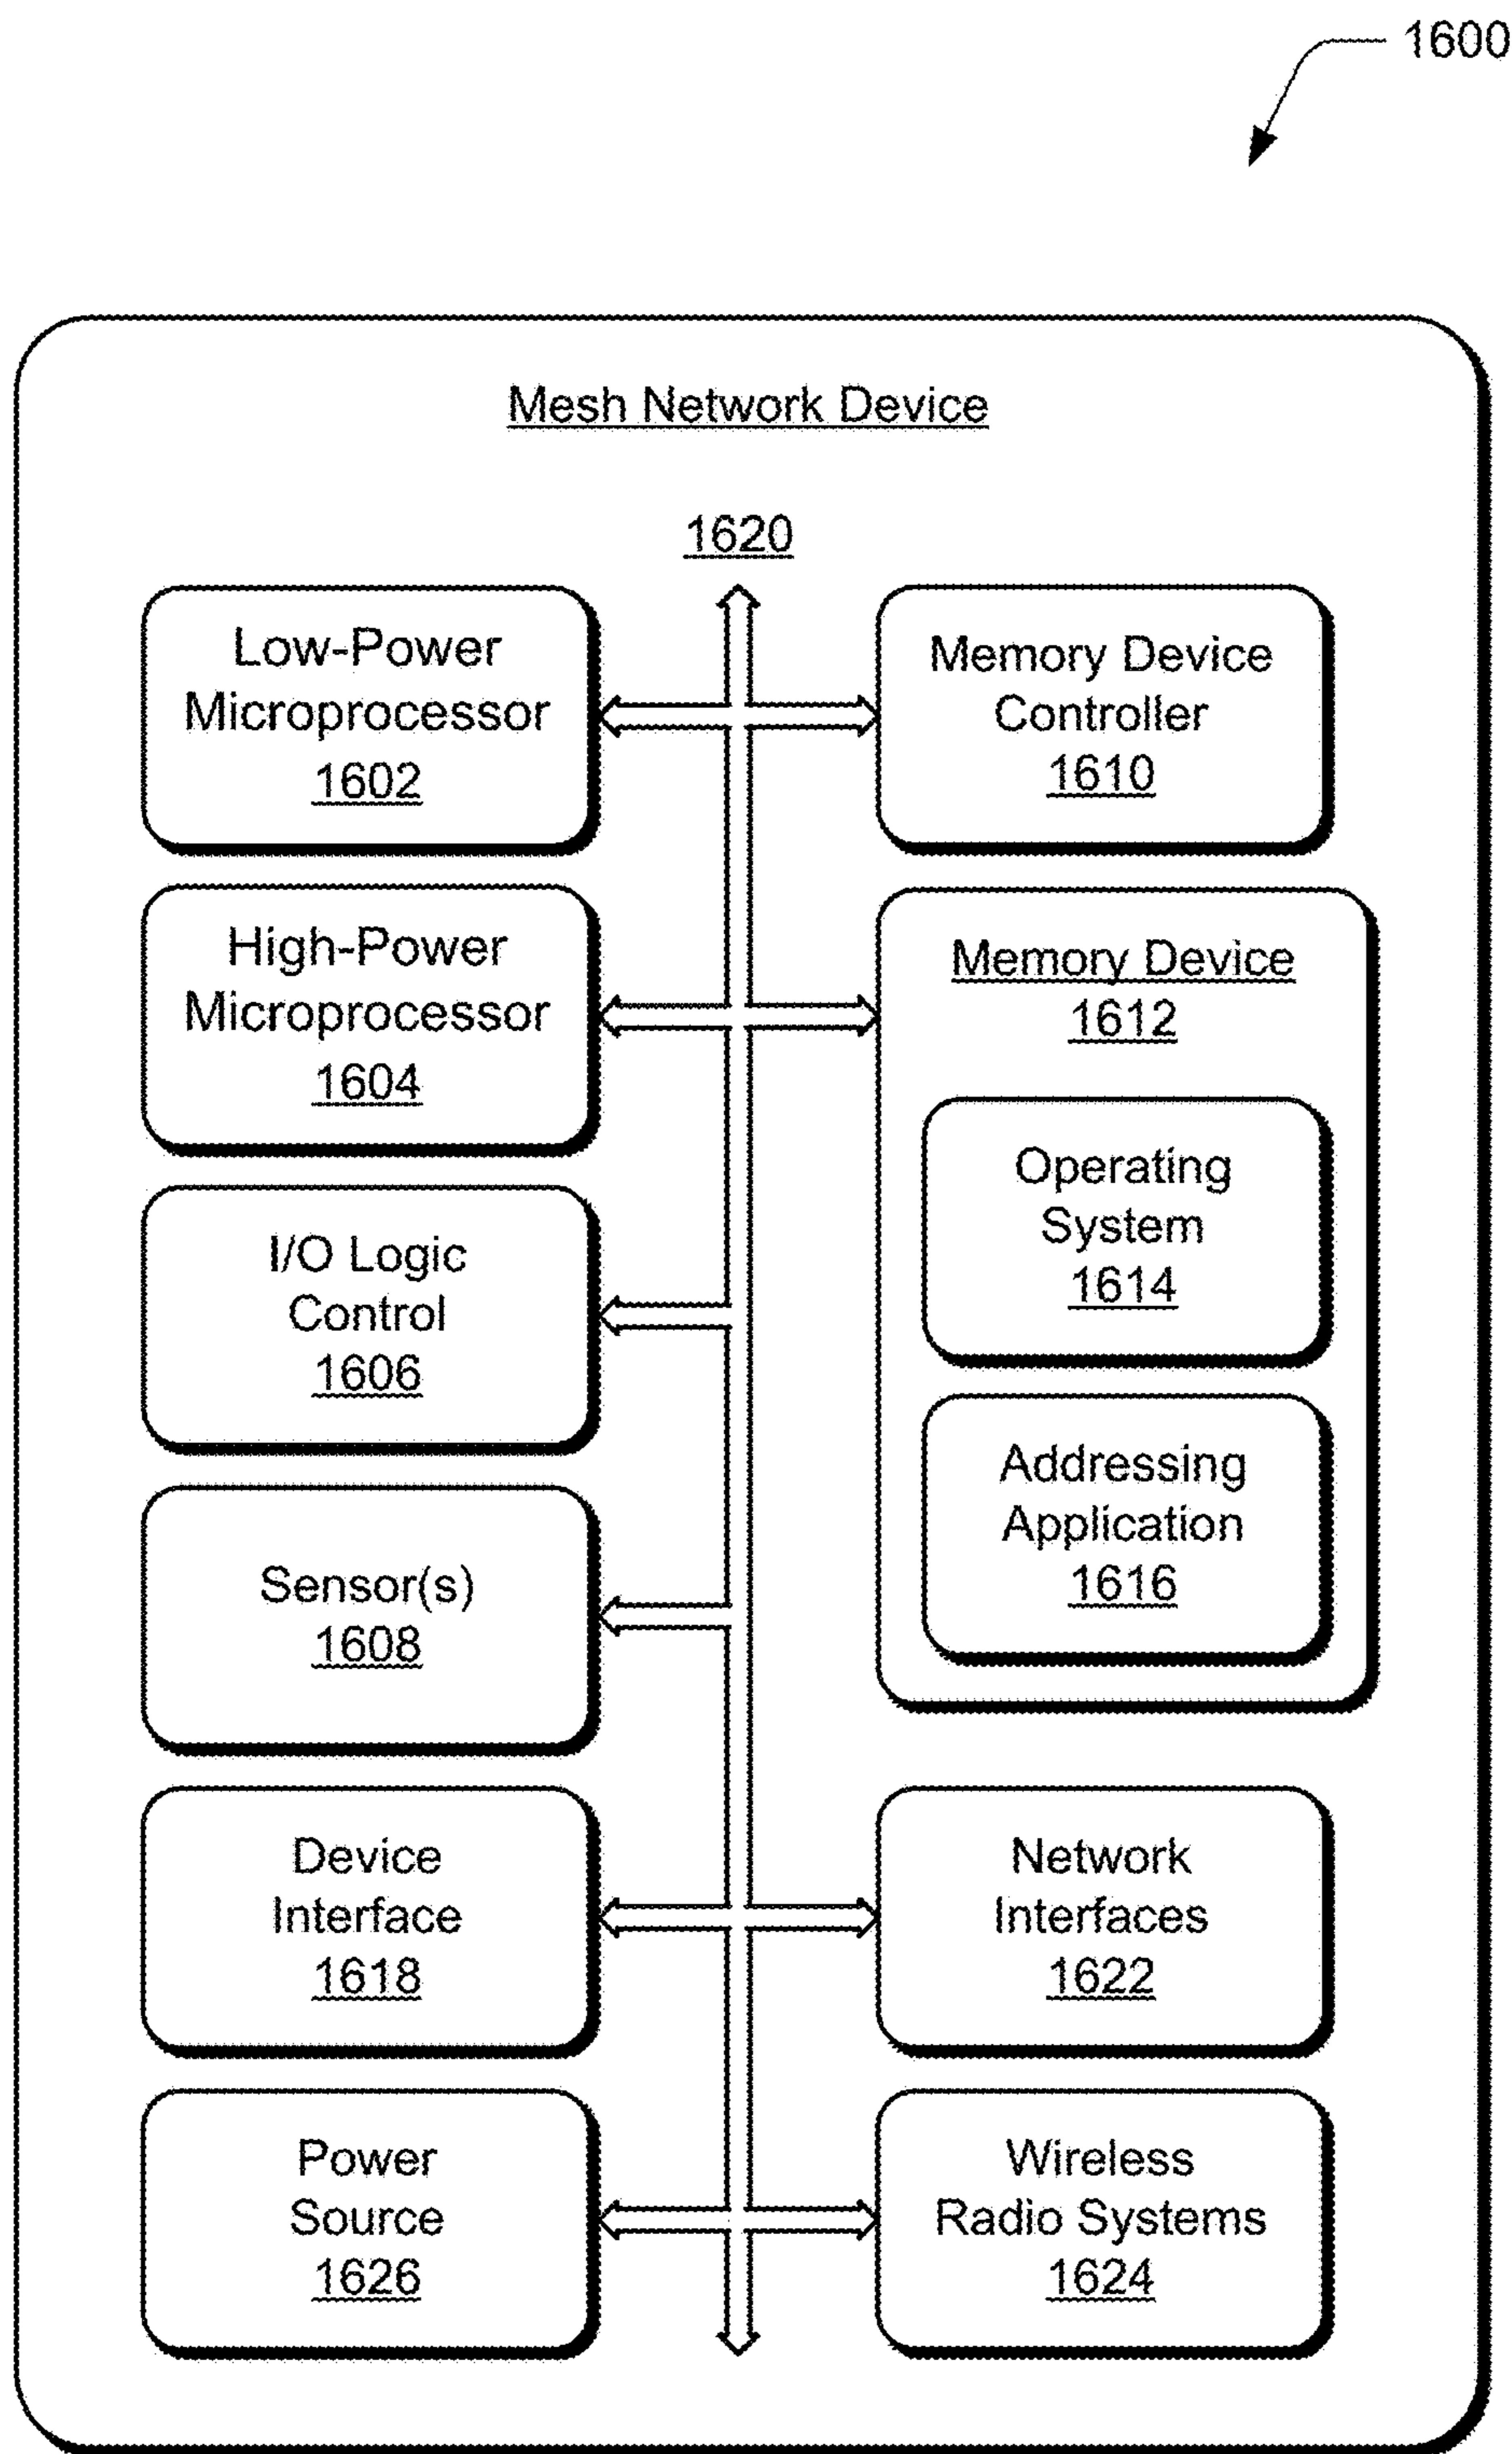 1600
Mesh Network Device
1620
Low-Power
Microprocessor
1602
Memory Device
Controller
1610
High-Power
Microprocessor
1604
Memory Device
1612
Operating
System
1614
I/O Logic
Control
1606
Addressing
Application
1616
Sensor(s)
1608
Device
Interface
1618
Network
Interfaces
1622
Power
Source
1626
Wireless
Radio Systems
1624